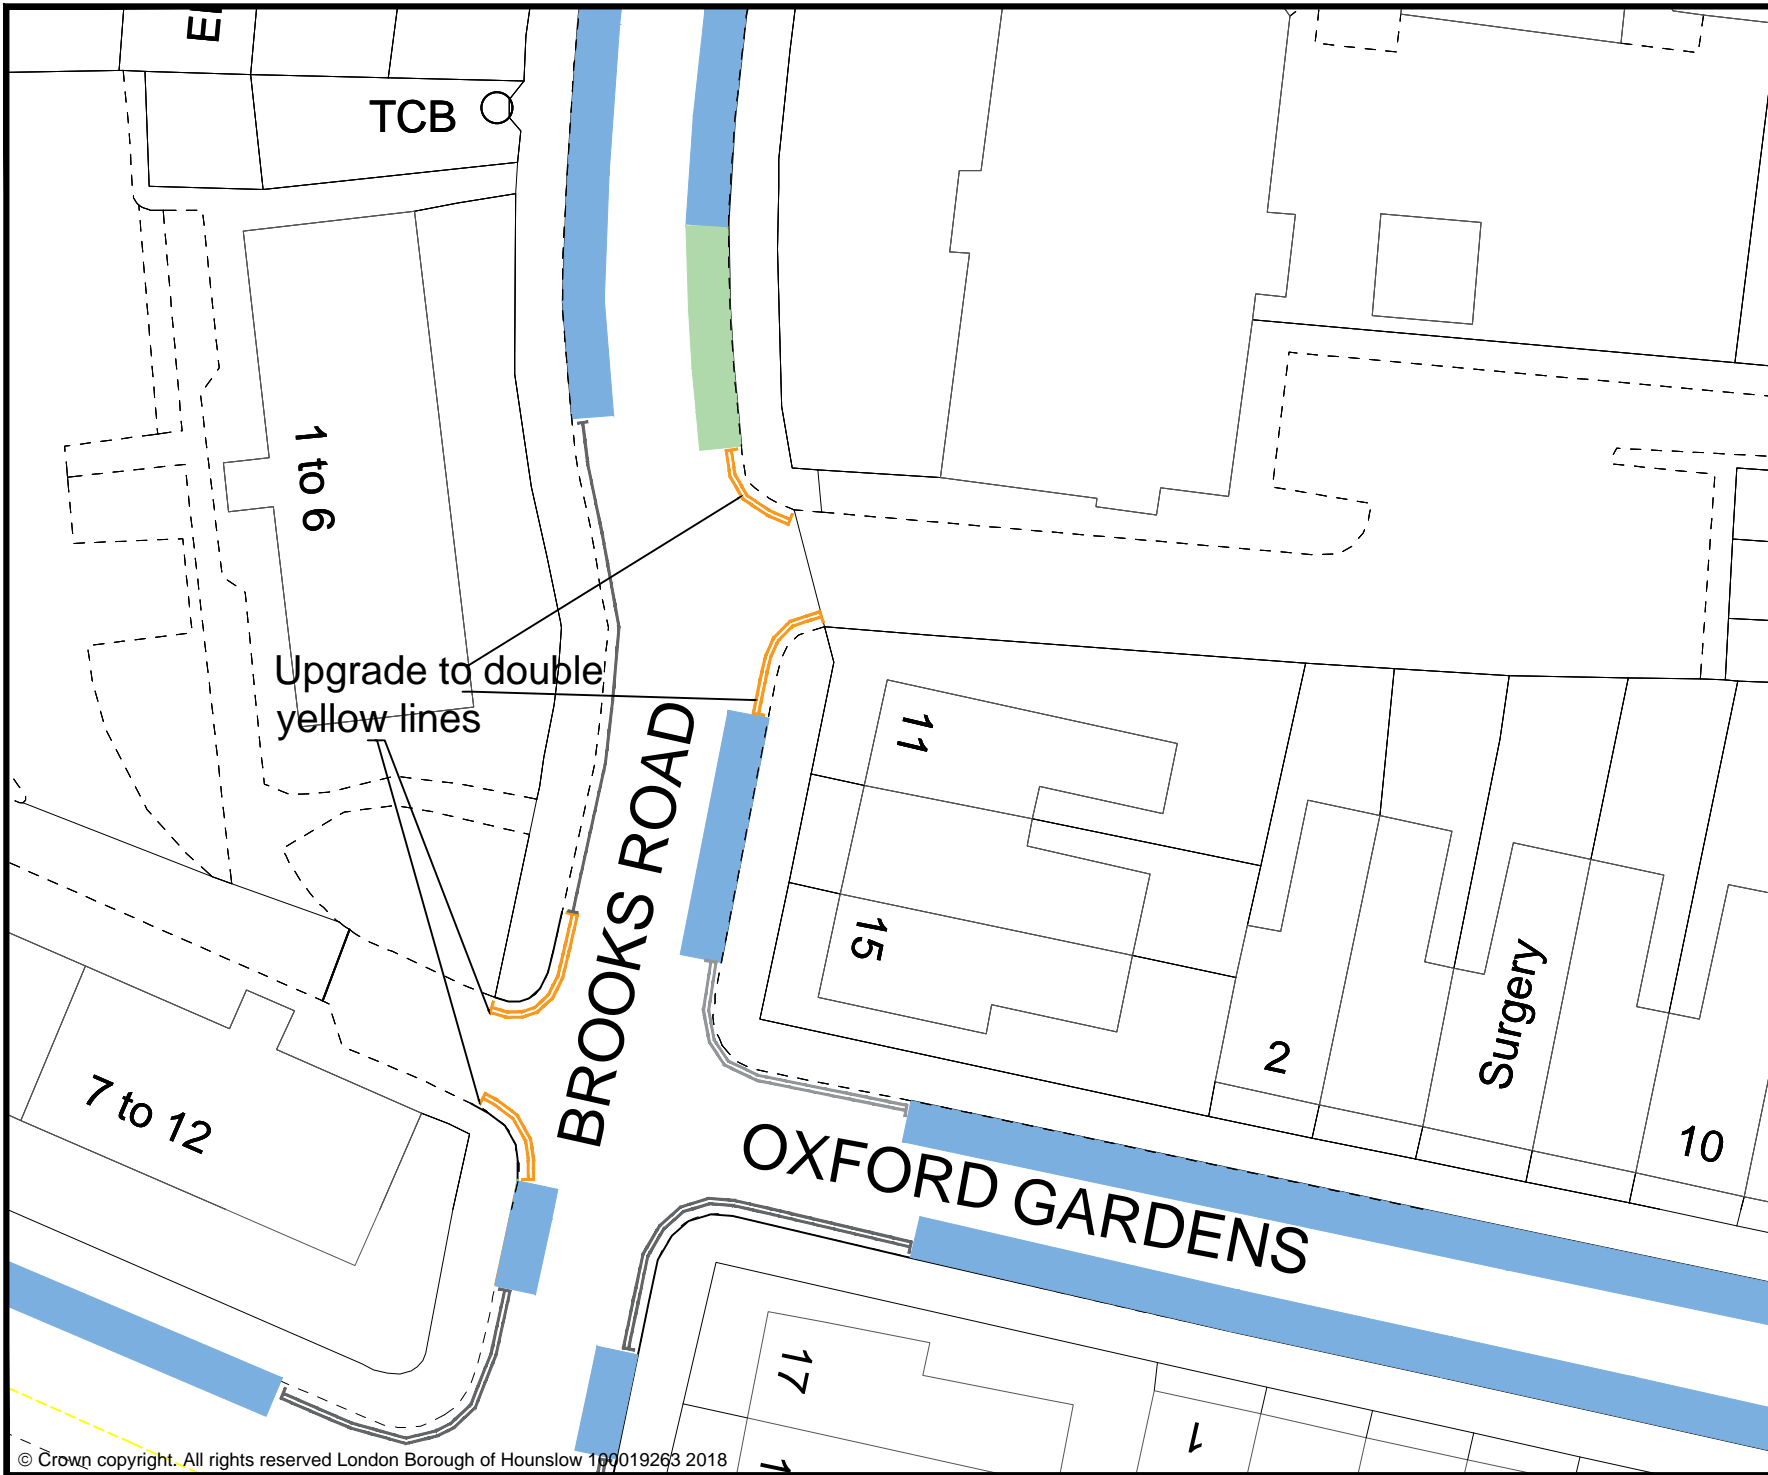 TCB
1 to 6
Upgrade to double
yellow lines
BROOKS ROAD
11
15
2
Surgery
10
7 to 12
OXFORD GARDENS
17
1
© Crown copyright. All rights reserved London Borough of Hounslow 100019263 2018